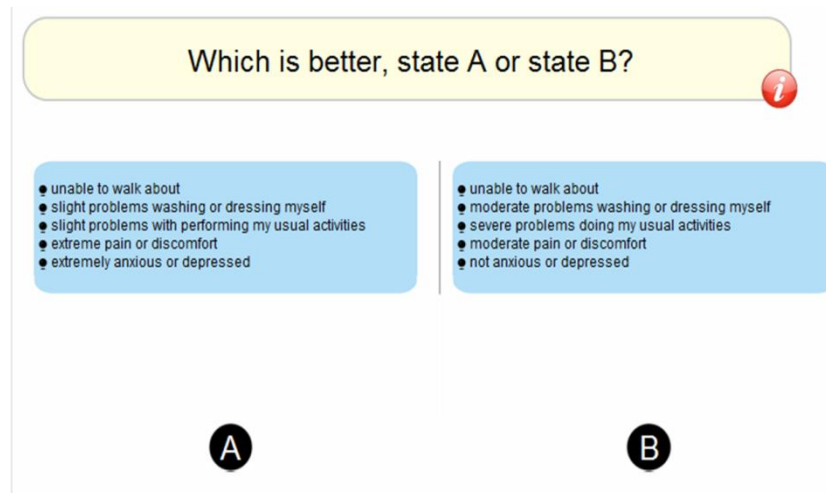 Which is better, state A or state B?
i
unable to walk about
slight problems washing or dressing myself
slight problems with performing my usual activities
extreme pain or discomfort
extremely anxious or depressed
unable to walk about
moderate problems washing or dressing myself
severe problems doing my usual activities
moderate pain or discomfort
not anxious or depressed
A
B